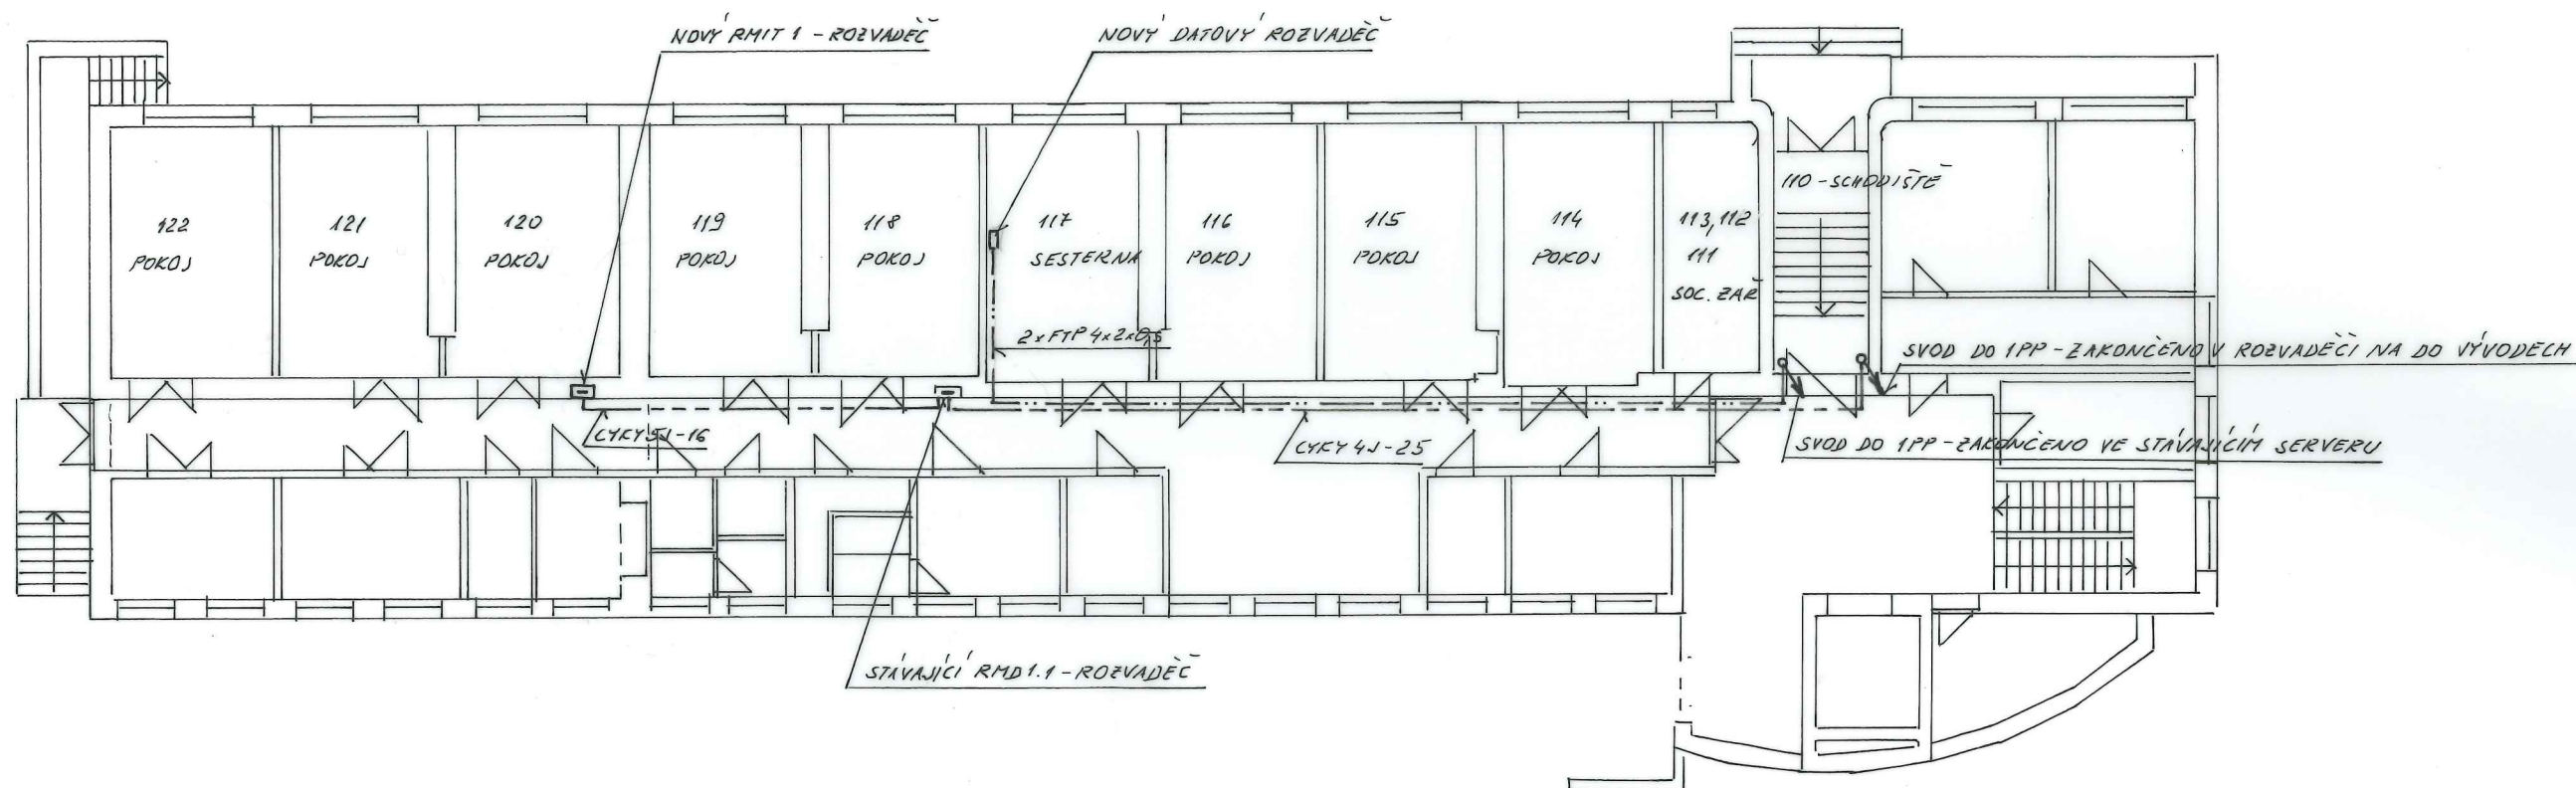 NOVÝ RMIT 1 - ROZVADĚČ
NOVÝ DATOVÝ ROZVADĚČ
110 - SCHODIŠTĚ
122
POKOJ
121
POKOJ
120
POKOJ
119
POKOJ
118
POKOJ
117
SESTERNA
116
POKOJ
115
POKOJ
114
POKOJ
113,112
111
SOC. ZAŘ
2xFTP 4x2x0,5
SVOD DO 1PP - ZAKONČENO V ROZVADĚČI NA DO VÝVODECH
CYKY 5J-16
CYKY 4J-25
SVOD DO 1PP - ZAKONČENO VE STÁVAJÍCÍM SERVERU
STÁVAJÍCÍ RMD1.1 - ROZVADĚČ